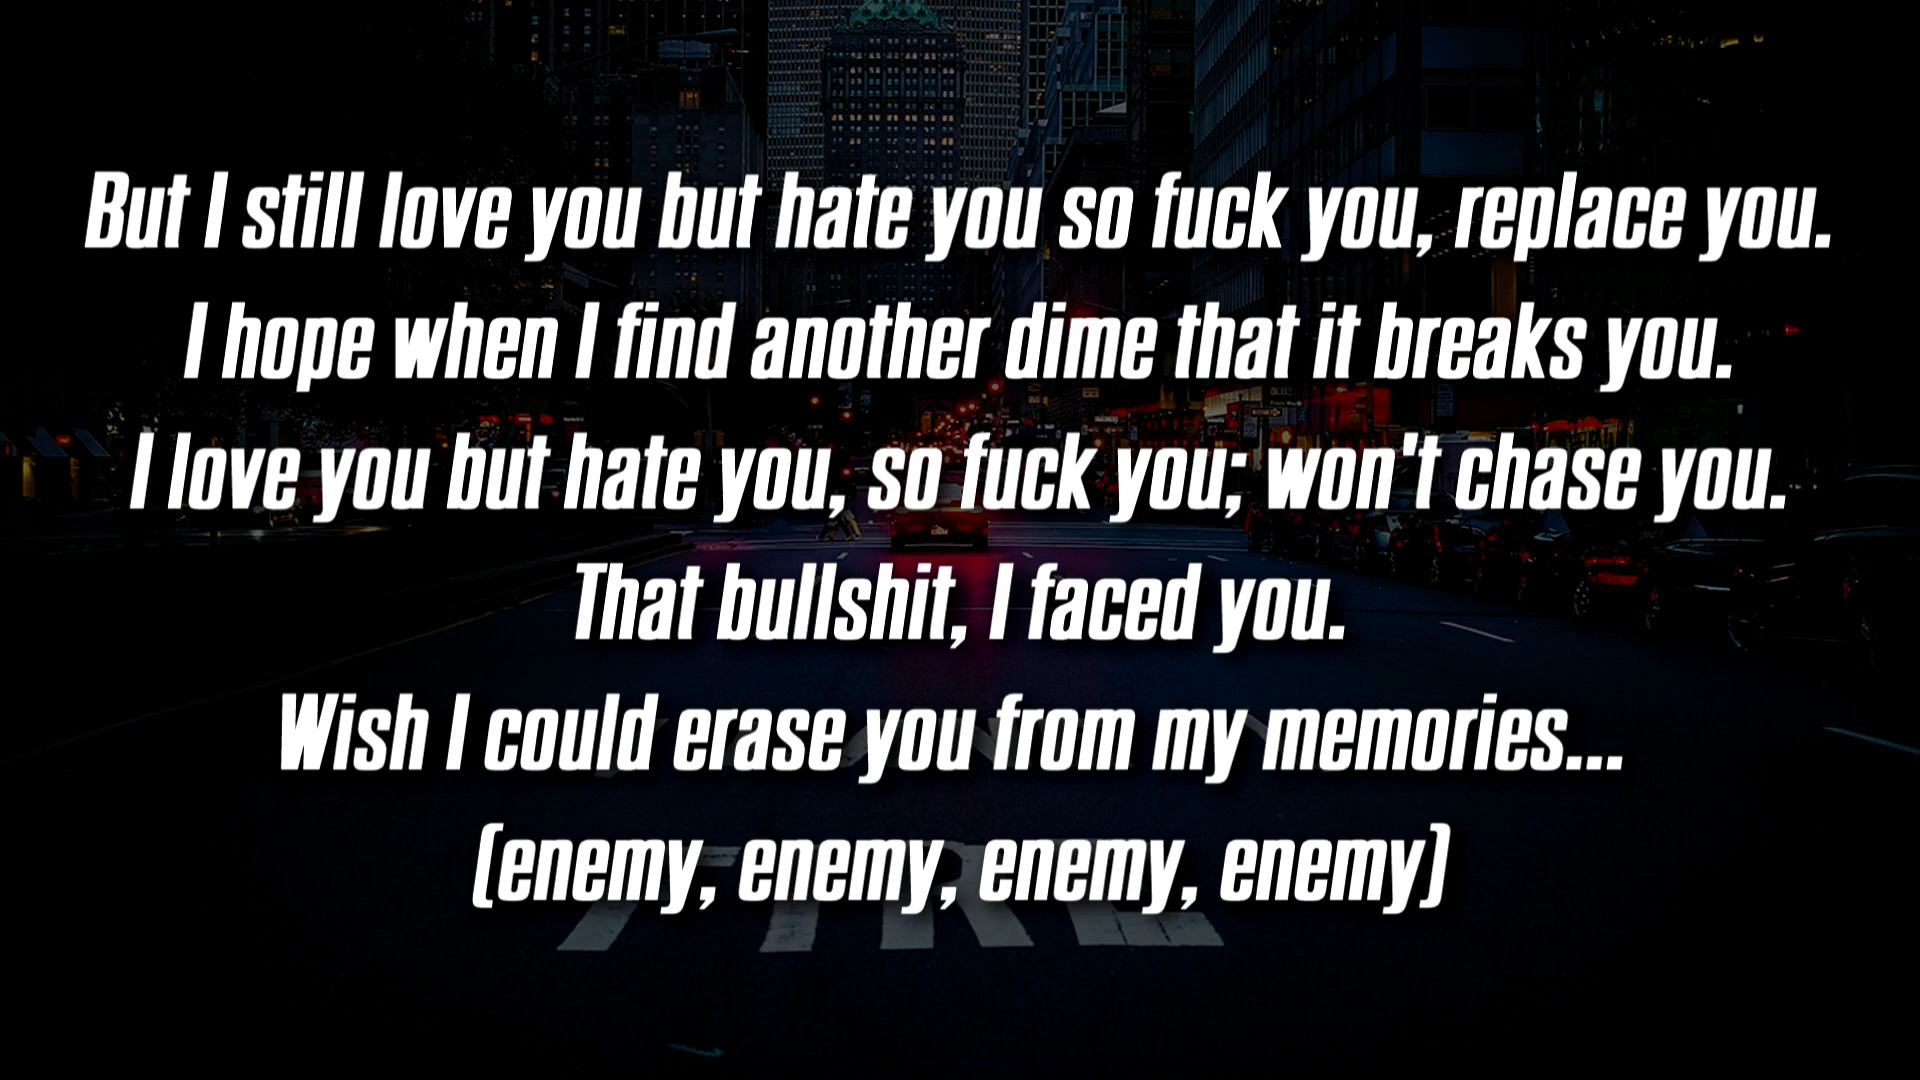 But I still love you but hate you so fuck you, replace you.
I hope when I find another dime that it breaks you.
I love you but hate you, so fuck you; won't chase you.
That bullshit, I faced you.
Wish I could erase you from my memories...
(enemy, enemy, enemy, enemy)
FIRE